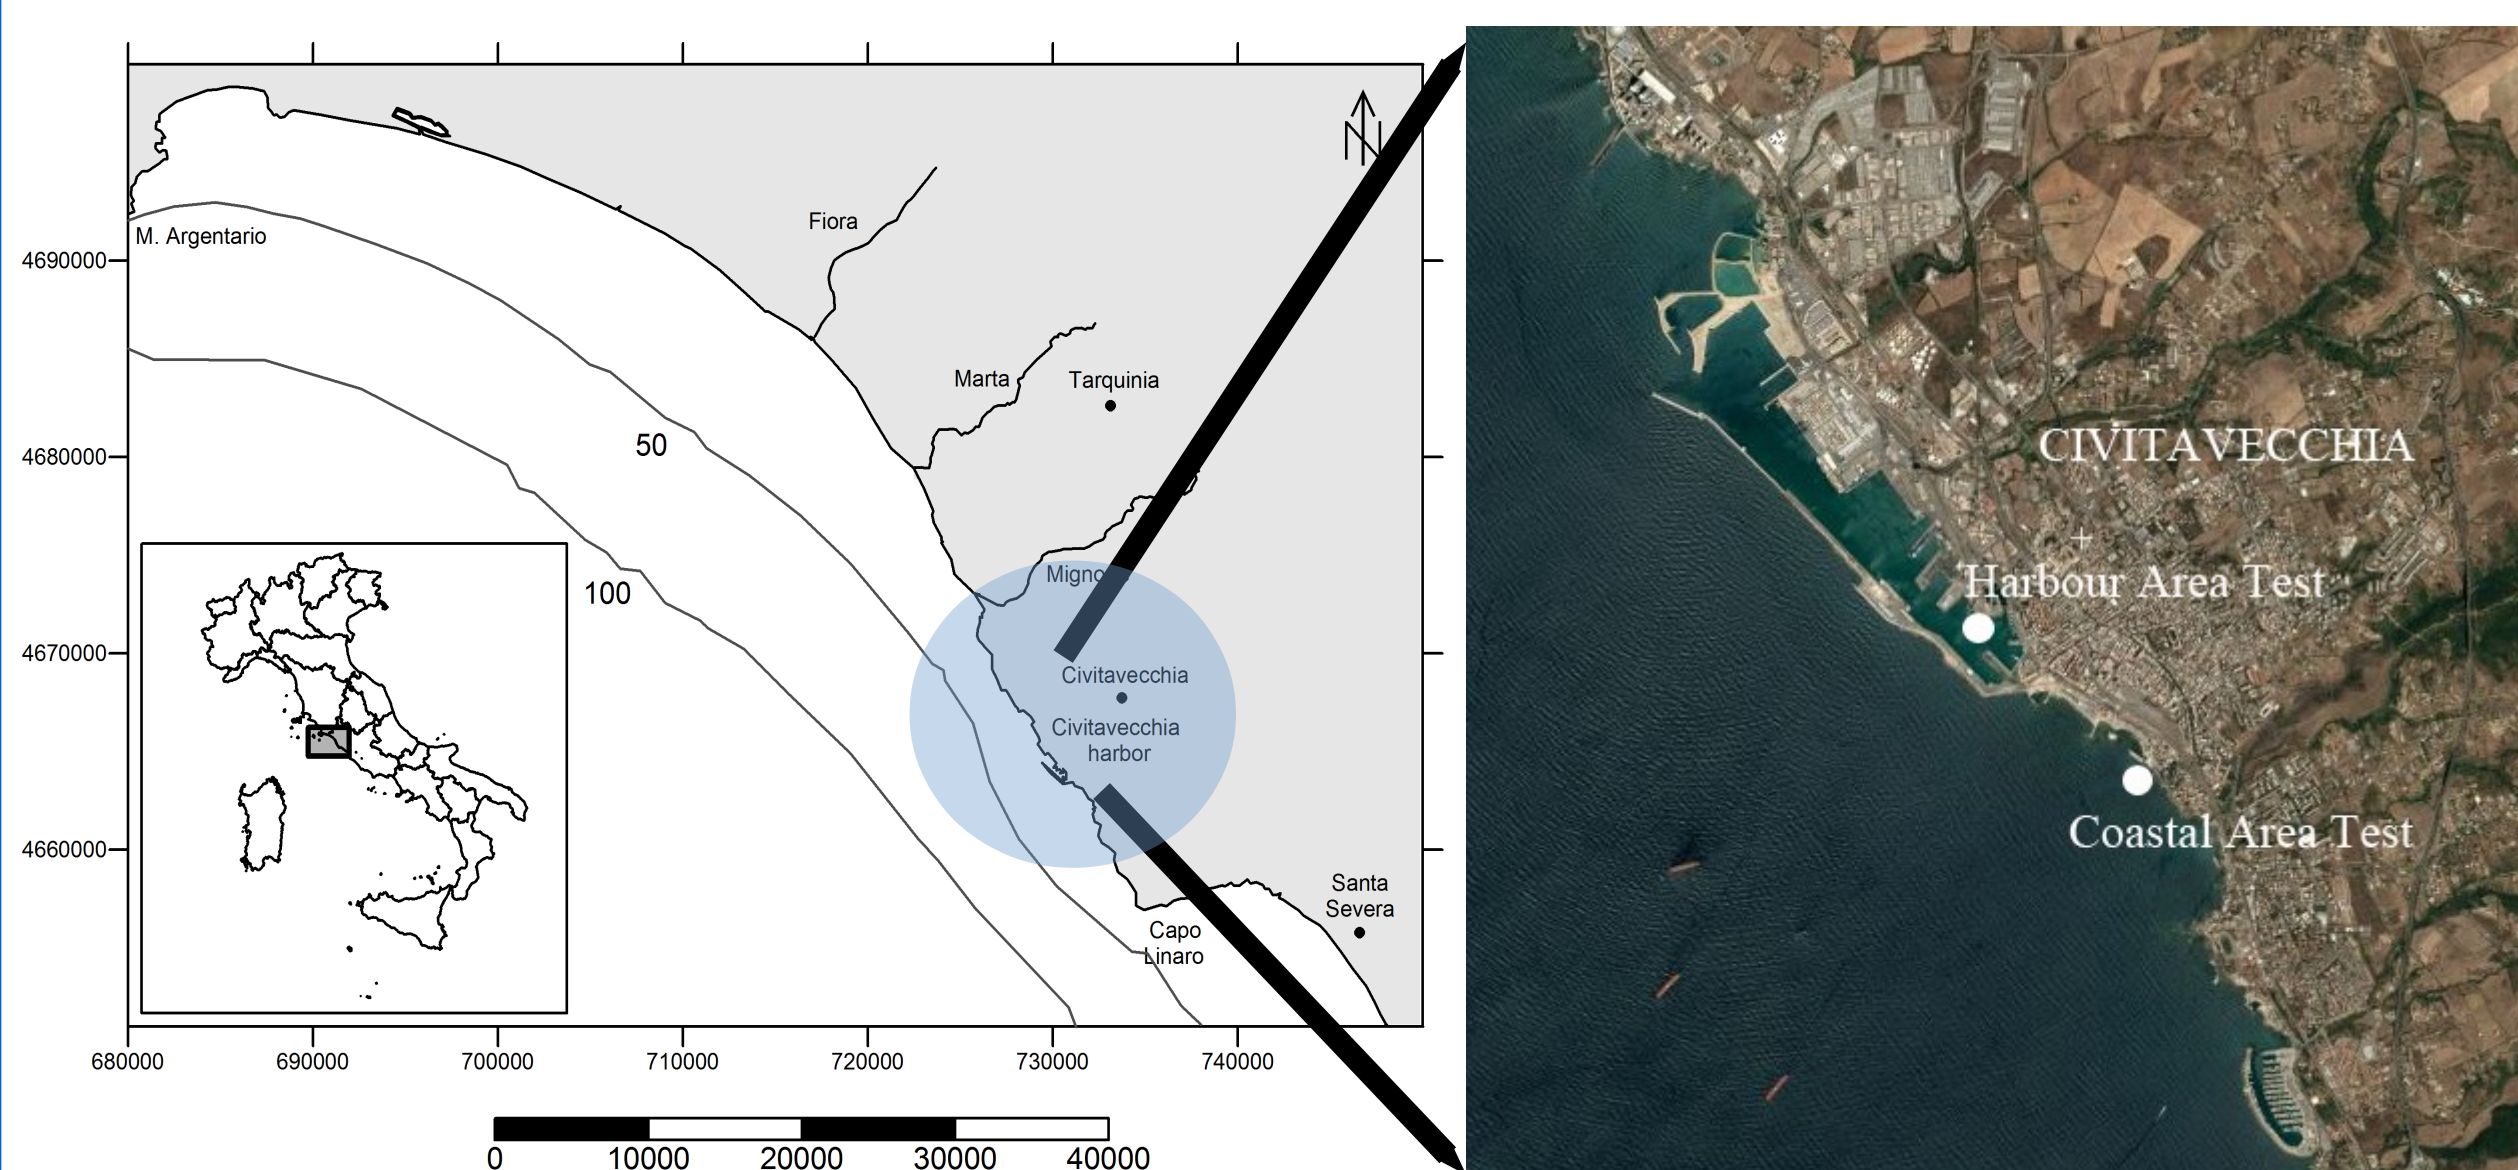 N
Fiora
M. Argentario
4690000
Marta
Tarquinia
50
4680000
100
Migno
4670000
Civitavecchia
Civitavecchia
harbor
4660000
Santa
Severa
Capo
Linaro
680000
690000
700000
710000
720000
730000
740000
0
10000
20000
30000
40000
CIVITAVECCHIA
Harbour Area Test
Coastal Area Test